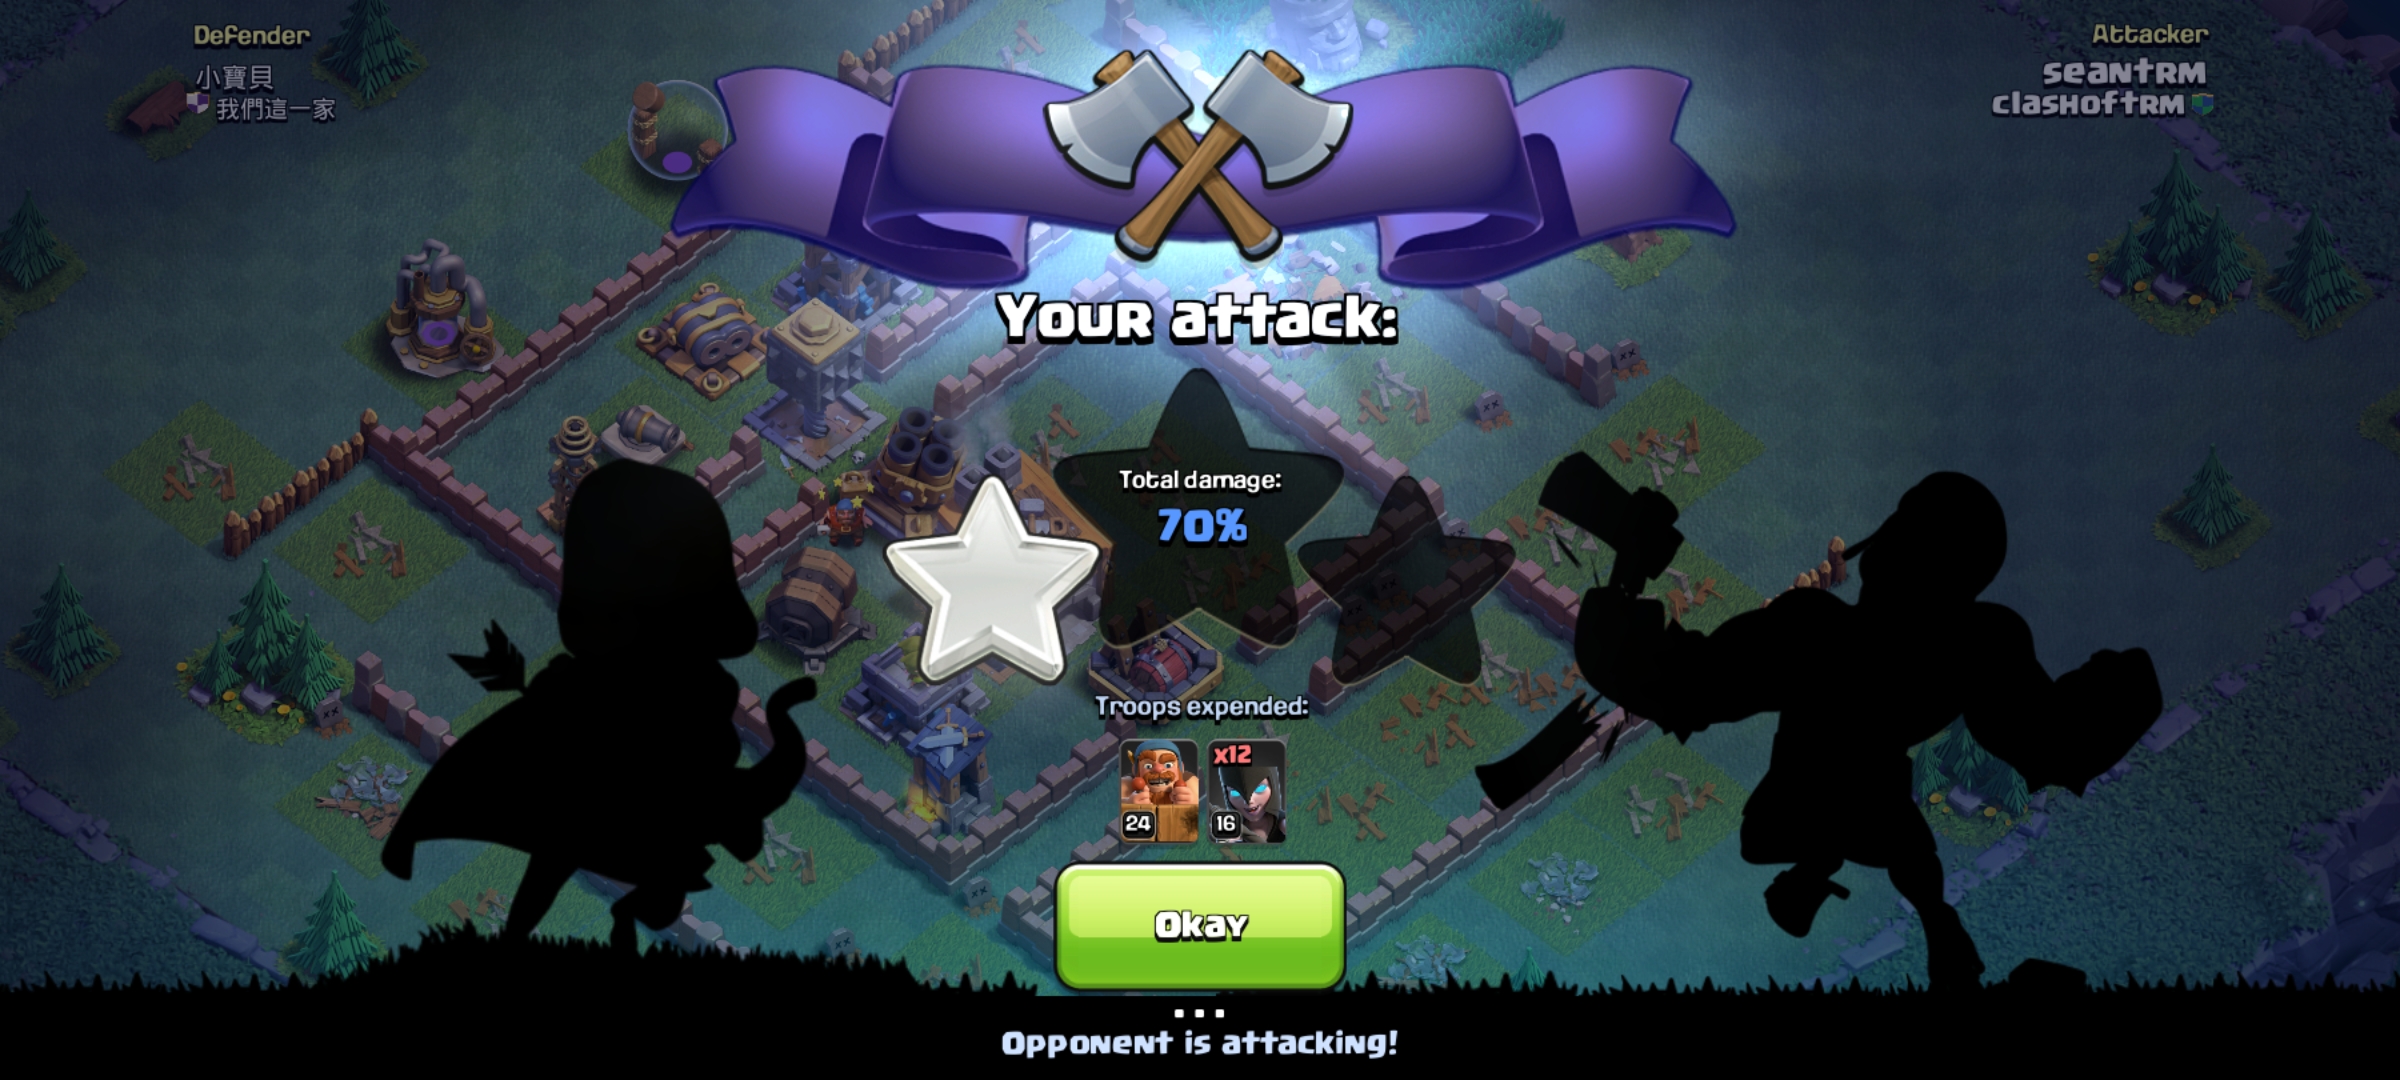 Defender
小寶貝
我們這一家
Attacker
seantRM
clashoftRM
Your attack:
Total damage:
70%
Troops expended:
x12
24
16
Okay
...
Opponent is attacking!